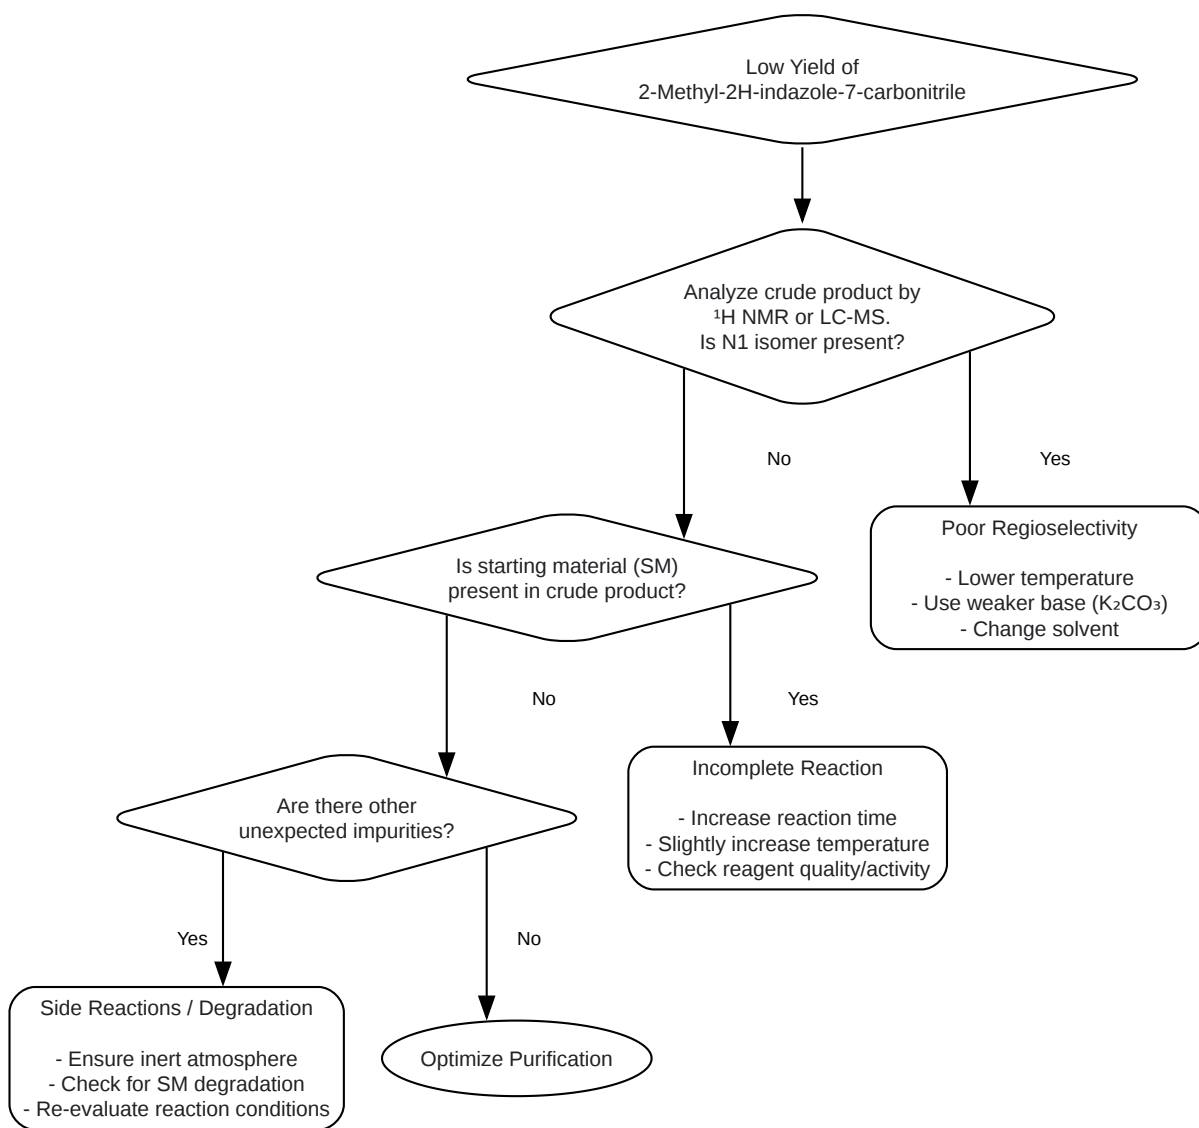 Low Yield of
2-Methyl-2H-indazole-7-carbonitrile
Analyze crude product by
¹H NMR or LC-MS.
Is N1 isomer present?
No
Yes
Poor Regioselectivity
- Lower temperature
- Use weaker base (K₂CO₃)
- Change solvent
Is starting material (SM)
present in crude product?
No
Yes
Incomplete Reaction
- Increase reaction time
- Slightly increase temperature
- Check reagent quality/activity
Are there other
unexpected impurities?
Yes
No
Side Reactions / Degradation
- Ensure inert atmosphere
- Check for SM degradation
- Re-evaluate reaction conditions
Optimize Purification